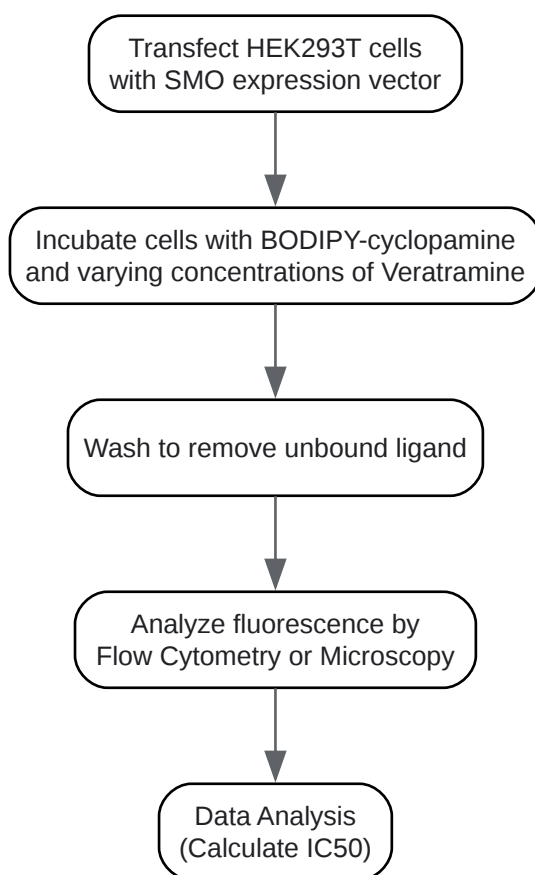 Transfect HEK293T cells
with SMO expression vector
Incubate cells with BODIPY-cyclopamine
and varying concentrations of Veratramine
Wash to remove unbound ligand
Analyze fluorescence by
Flow Cytometry or Microscopy
Data Analysis
(Calculate IC50)